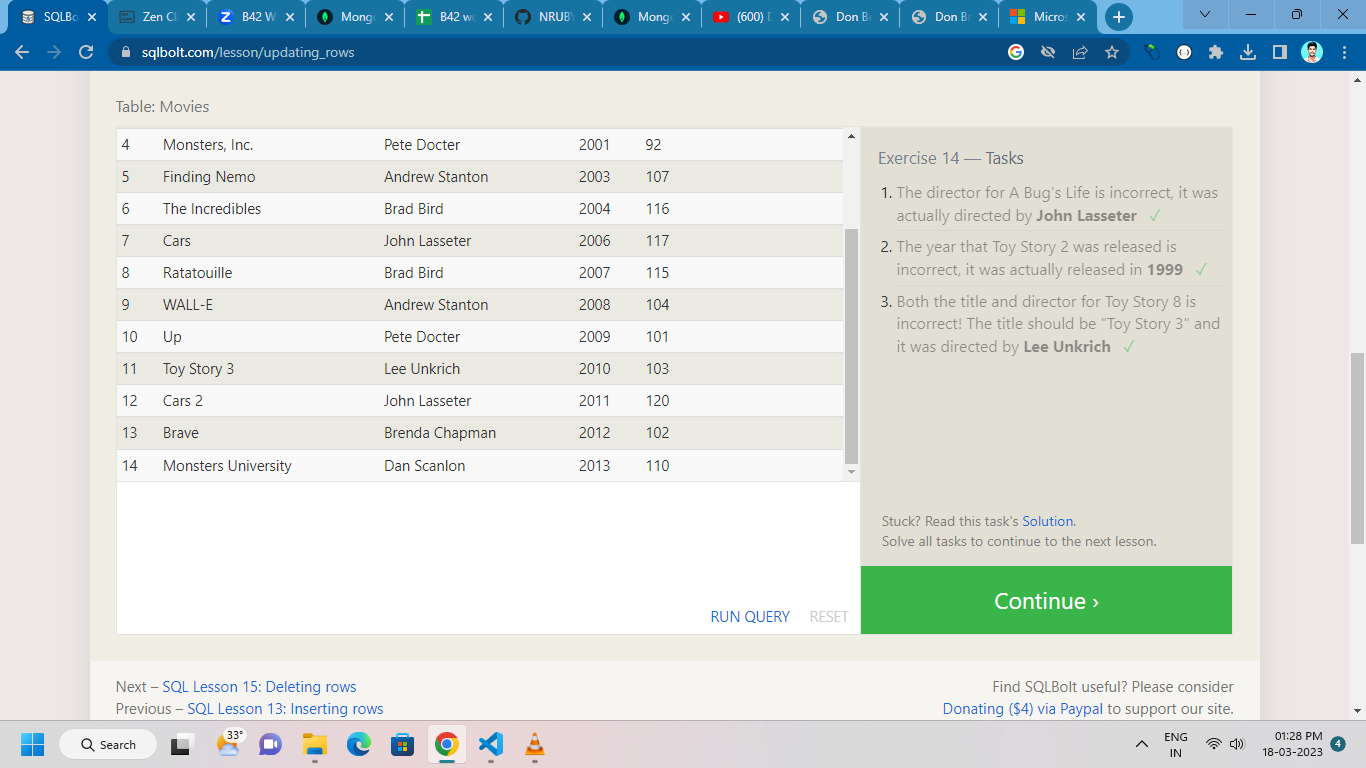 SQLBo
Zen Cl
B42 W
Mong
B42 w
NRUB
Mong
(600) D
Don B
Don B
Micros
sqlbolt.com/lesson/updating_rows
Table: Movies
4 Monsters, Inc. Pete Docter 2001 92
5 Finding Nemo Andrew Stanton 2003 107
6 The Incredibles Brad Bird 2004 116
7 Cars John Lasseter 2006 117
8 Ratatouille Brad Bird 2007 115
9 WALL-E Andrew Stanton 2008 104
10 Up Pete Docter 2009 101
11 Toy Story 3 Lee Unkrich 2010 103
12 Cars 2 John Lasseter 2011 120
13 Brave Brenda Chapman 2012 102
14 Monsters University Dan Scanlon 2013 110
RUN QUERY RESET
Exercise 14 — Tasks
1. The director for A Bug's Life is incorrect, it was
actually directed by John Lasseter ✓
2. The year that Toy Story 2 was released is
incorrect, it was actually released in 1999 ✓
3. Both the title and director for Toy Story 8 is
incorrect! The title should be "Toy Story 3" and
it was directed by Lee Unkrich ✓
Stuck? Read this task's Solution.
Solve all tasks to continue to the next lesson.
Continue ›
Next – SQL Lesson 15: Deleting rows
Previous – SQL Lesson 13: Inserting rows
Find SQLBolt useful? Please consider
Donating ($4) via Paypal to support our site.
Search
33°
ENG
IN
01:28 PM
18-03-2023
4